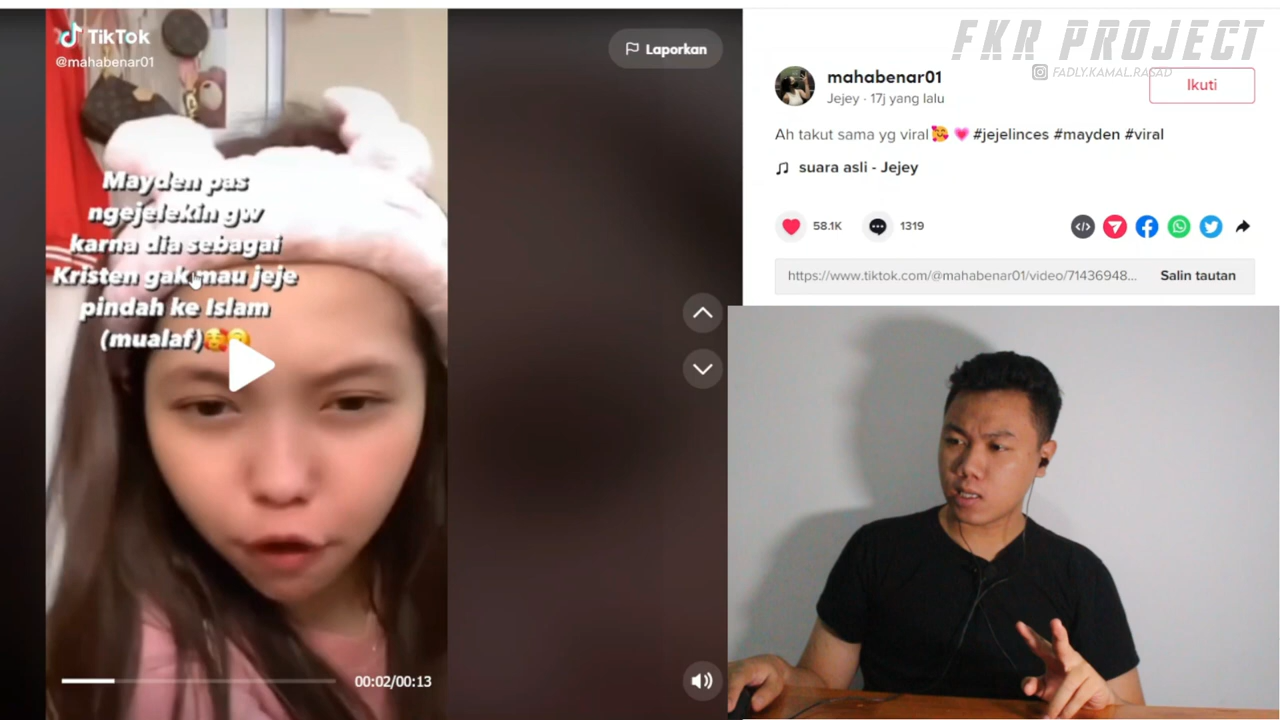 TikTok
@mahabenar01
Mayden pas
ngejelekin gw
karna dia sebagai
Kristen gak mau jeje
pindah ke Islam
(mualaf)🥰🙃
00:02/00:13
Laporkan
FKR PROJECT
FADLY.KAMAL.RASAD
mahabenar01
Jejey · 17j yang lalu
Ikuti
Ah takut sama yg viral🥰 💗 #jejelinces #mayden #viral
suara asli - Jejey
58.1K
1319
https://www.tiktok.com/@mahabenar01/video/71436948...
Salin tautan